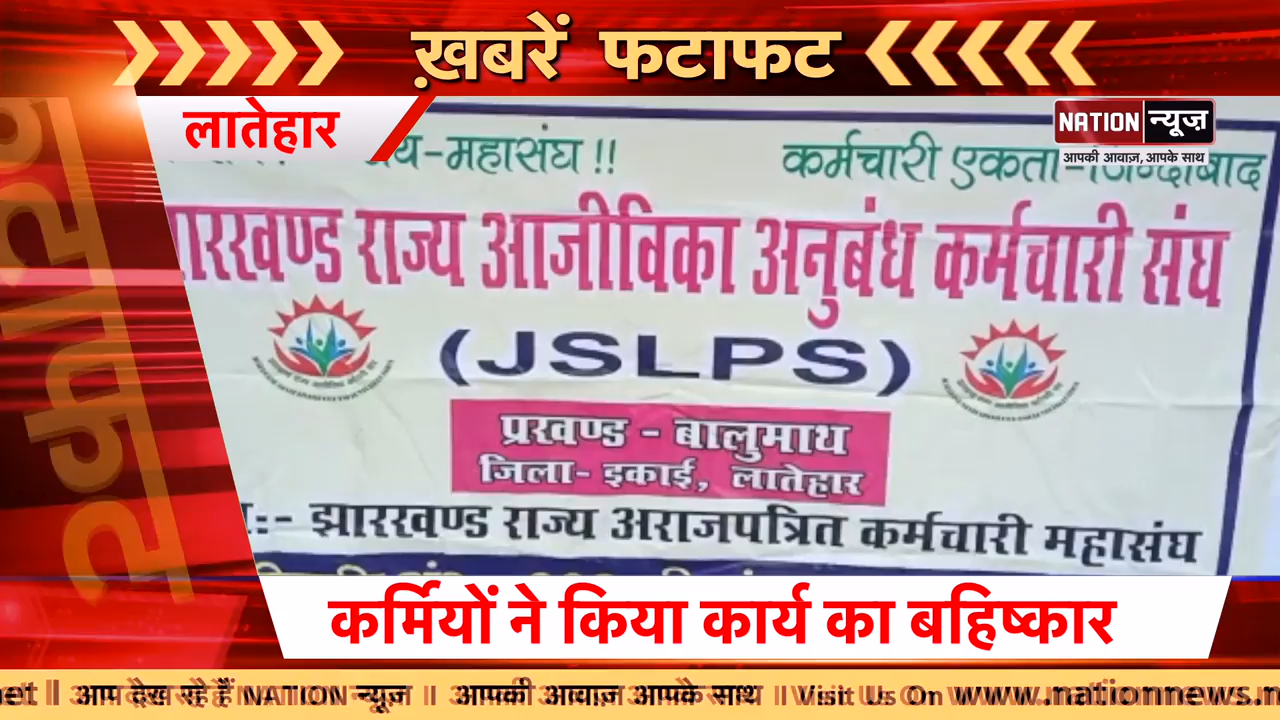 ख़बरें फटाफट
लातेहार
NATION न्यूज़
आपकी आवाज़, आपके साथ
-महासंघ !! कर्मचारी एकता-जिन्दाबाद
झारखण्ड राज्य आजीविका अनुबंध कर्मचारी संघ
(JSLPS)
प्रखण्ड - बालुमाथ
जिला- इकाई, लातेहार
:- झारखण्ड राज्य अराजपत्रित कर्मचारी महासंघ
कर्मियों ने किया कार्य का बहिष्कार
net || आप देख रहे हैं NATION न्यूज़ || आपकी आवाज़ आपके साथ || Visit Us On www.nationnews.n